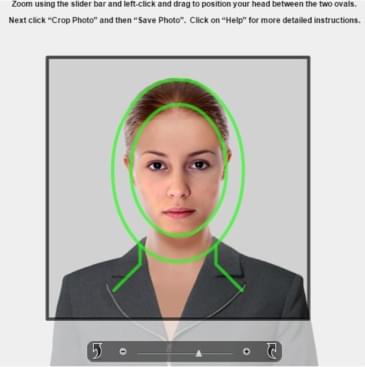 Zoom using the slider bar and left-click and drag to position your head between the two ovals.
Next click “Crop Photo” and then “Save Photo”. Click on “Help” for more detailed instructions.